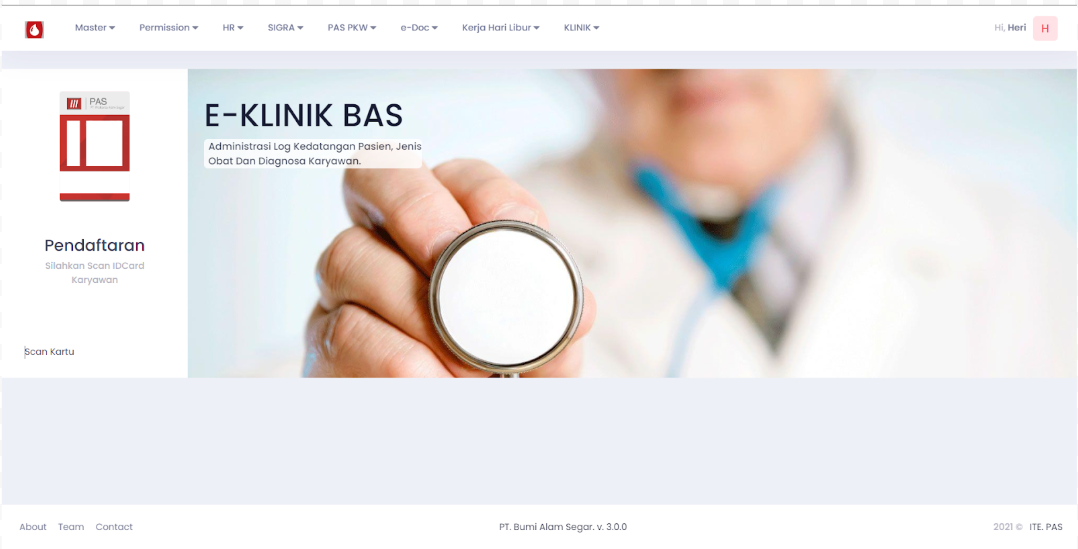 Master Permission HR SIGRA PAS PKW e-Doc Kerja Hari Libur KLINIK Hi, Heri H
PAS
E-KLINIK BAS
Administrasi Log Kedatangan Pasien, Jenis
Obat Dan Diagnosa Karyawan.
Pendaftaran
Silahkan Scan IDCard
Karyawan
Scan Kartu
About Team Contact PT. Bumi Alam Segar. v. 3.0.0 2021 © ITE. PAS